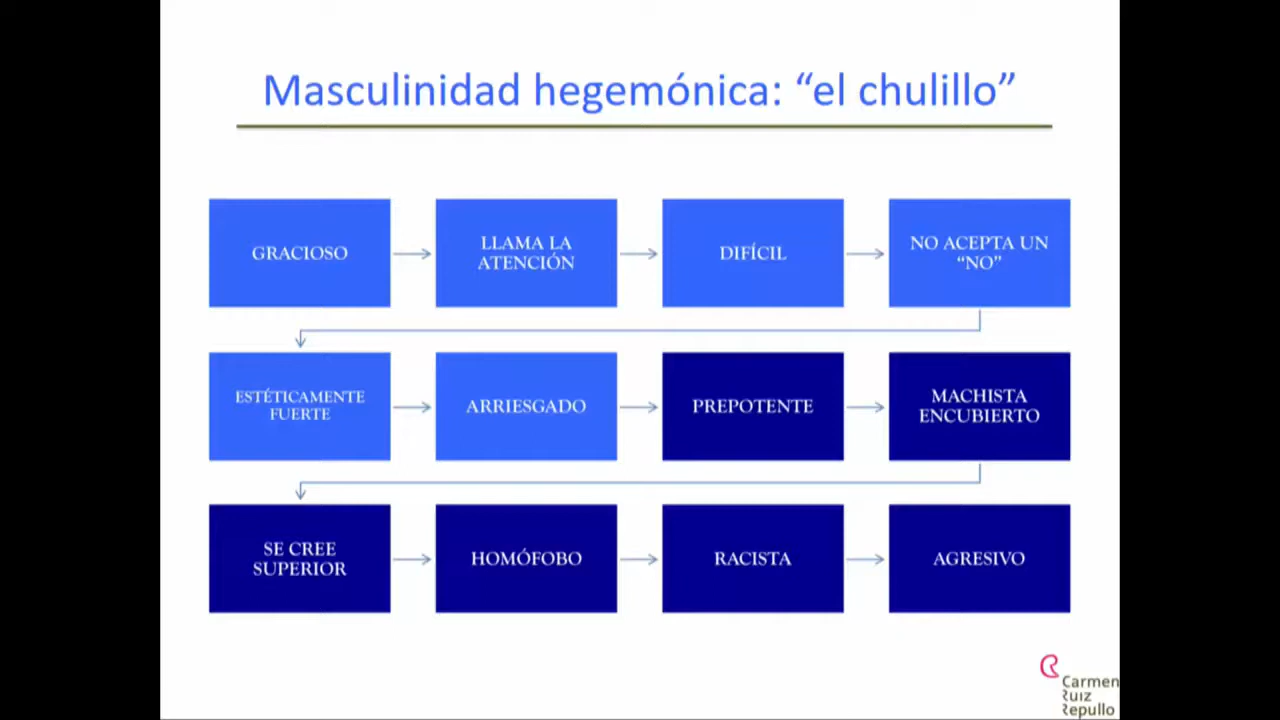 Masculinidad hegemónica: “el chulillo”
GRACIOSO
LLAMA LA
ATENCIÓN
DIFÍCIL
NO ACEPTA UN
“NO”
ESTÉTICAMENTE
FUERTE
ARRIESGADO
PREPOTENTE
MACHISTA
ENCUBIERTO
SE CREE
SUPERIOR
HOMÓFOBO
RACISTA
AGRESIVO
Carmen
Ruiz
Repullo